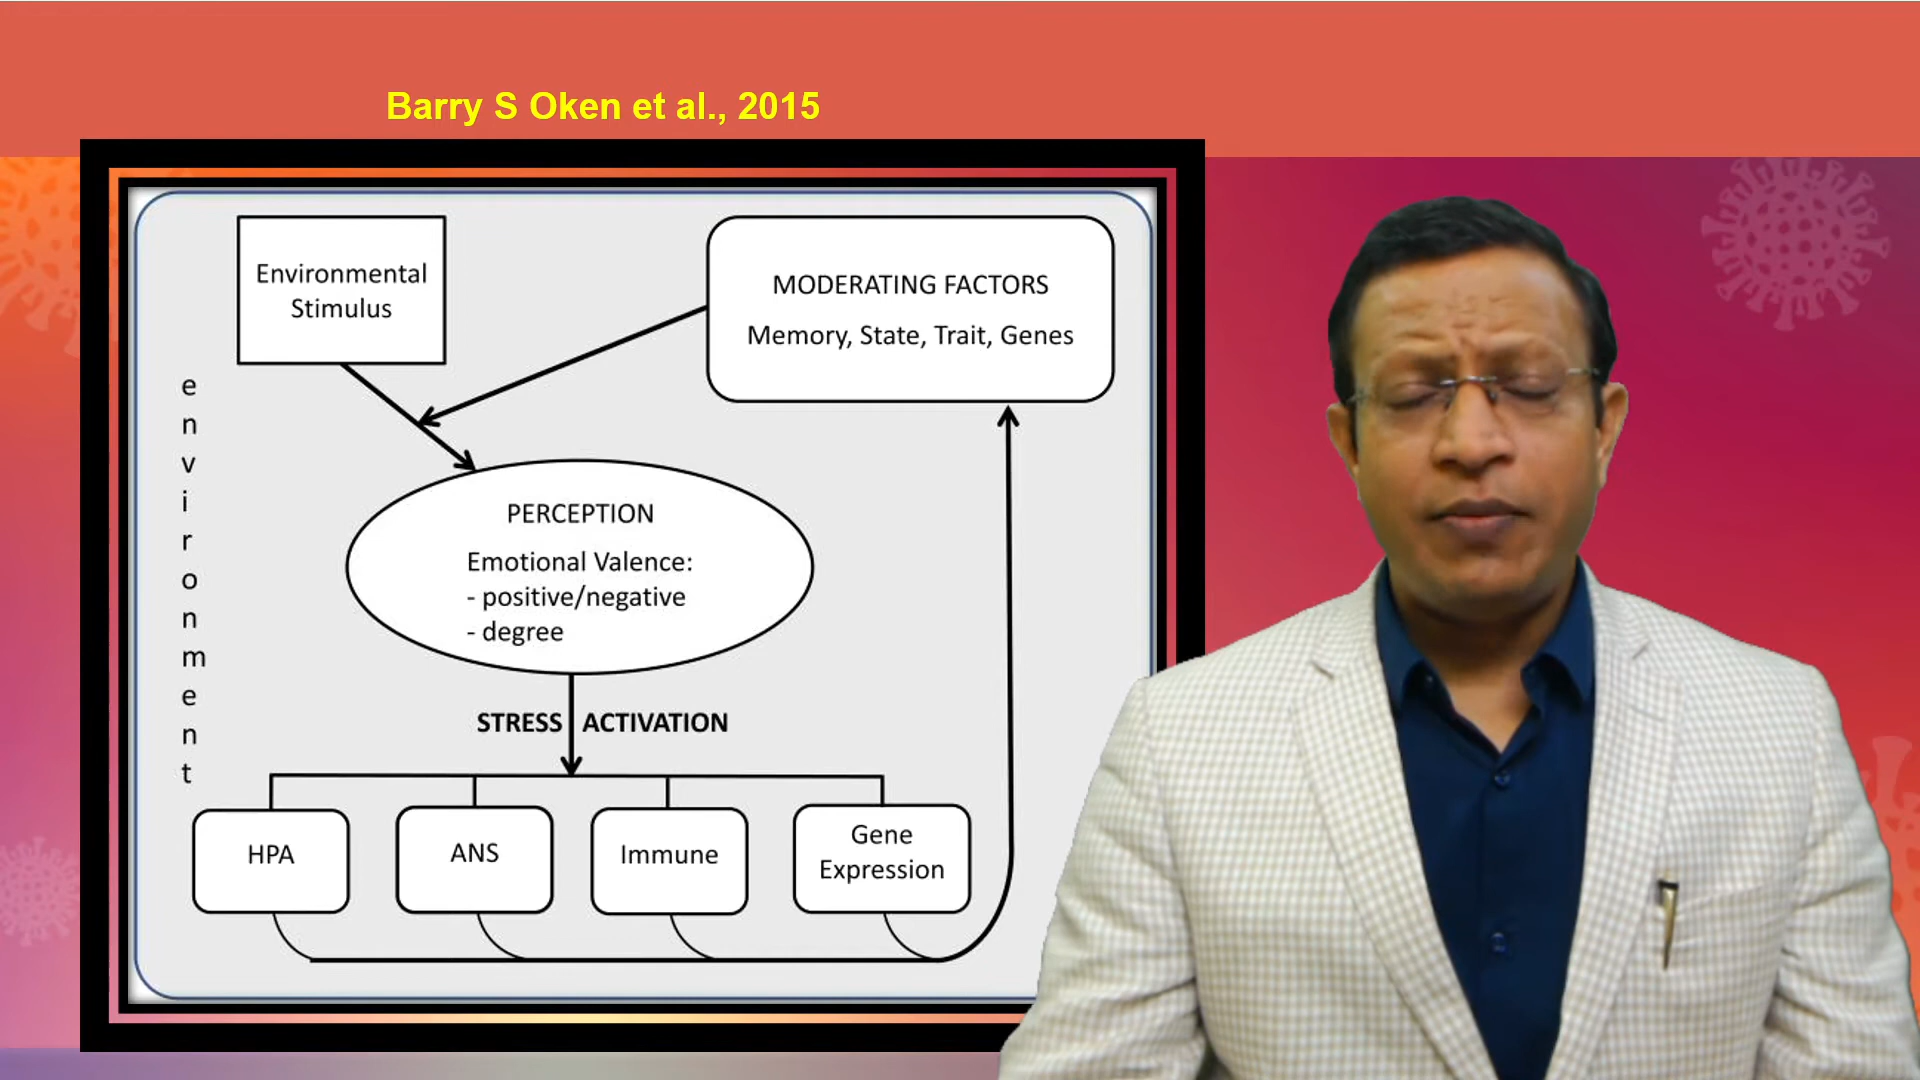 Barry S Oken et al., 2015
Environmental
Stimulus
MODERATING FACTORS
Memory, State, Trait, Genes
environment
PERCEPTION
Emotional Valence:
- positive/negative
- degree
STRESS ACTIVATION
HPA
ANS
Immune
Gene
Expression